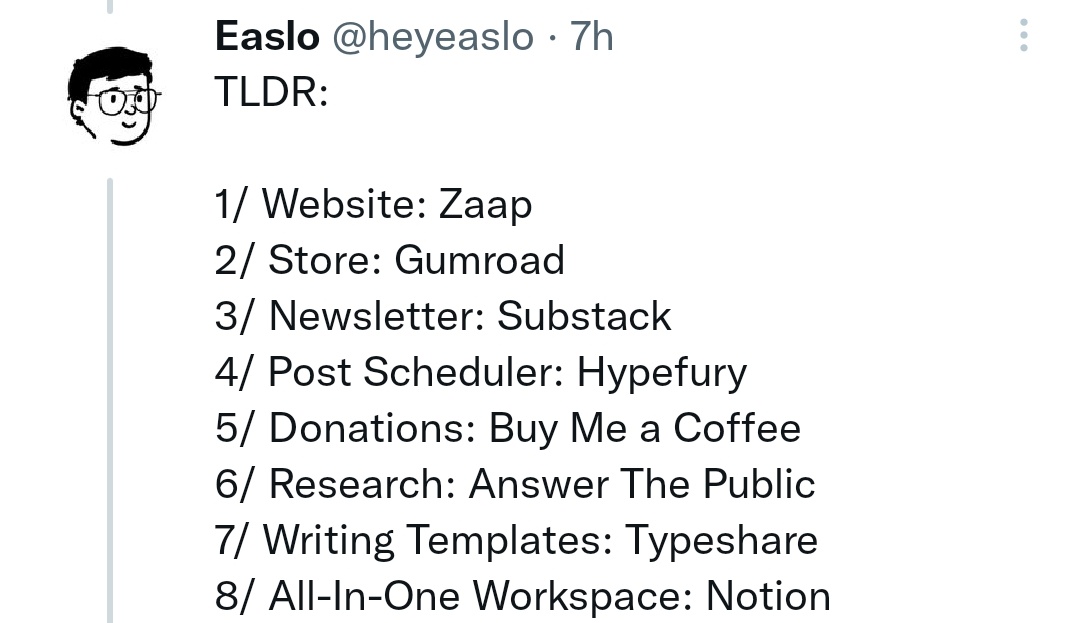 Easlo @heyeaslo · 7h
TLDR:
1/ Website: Zaap
2/ Store: Gumroad
3/ Newsletter: Substack
4/ Post Scheduler: Hypefury
5/ Donations: Buy Me a Coffee
6/ Research: Answer The Public
7/ Writing Templates: Typeshare
8/ All-In-One Workspace: Notion